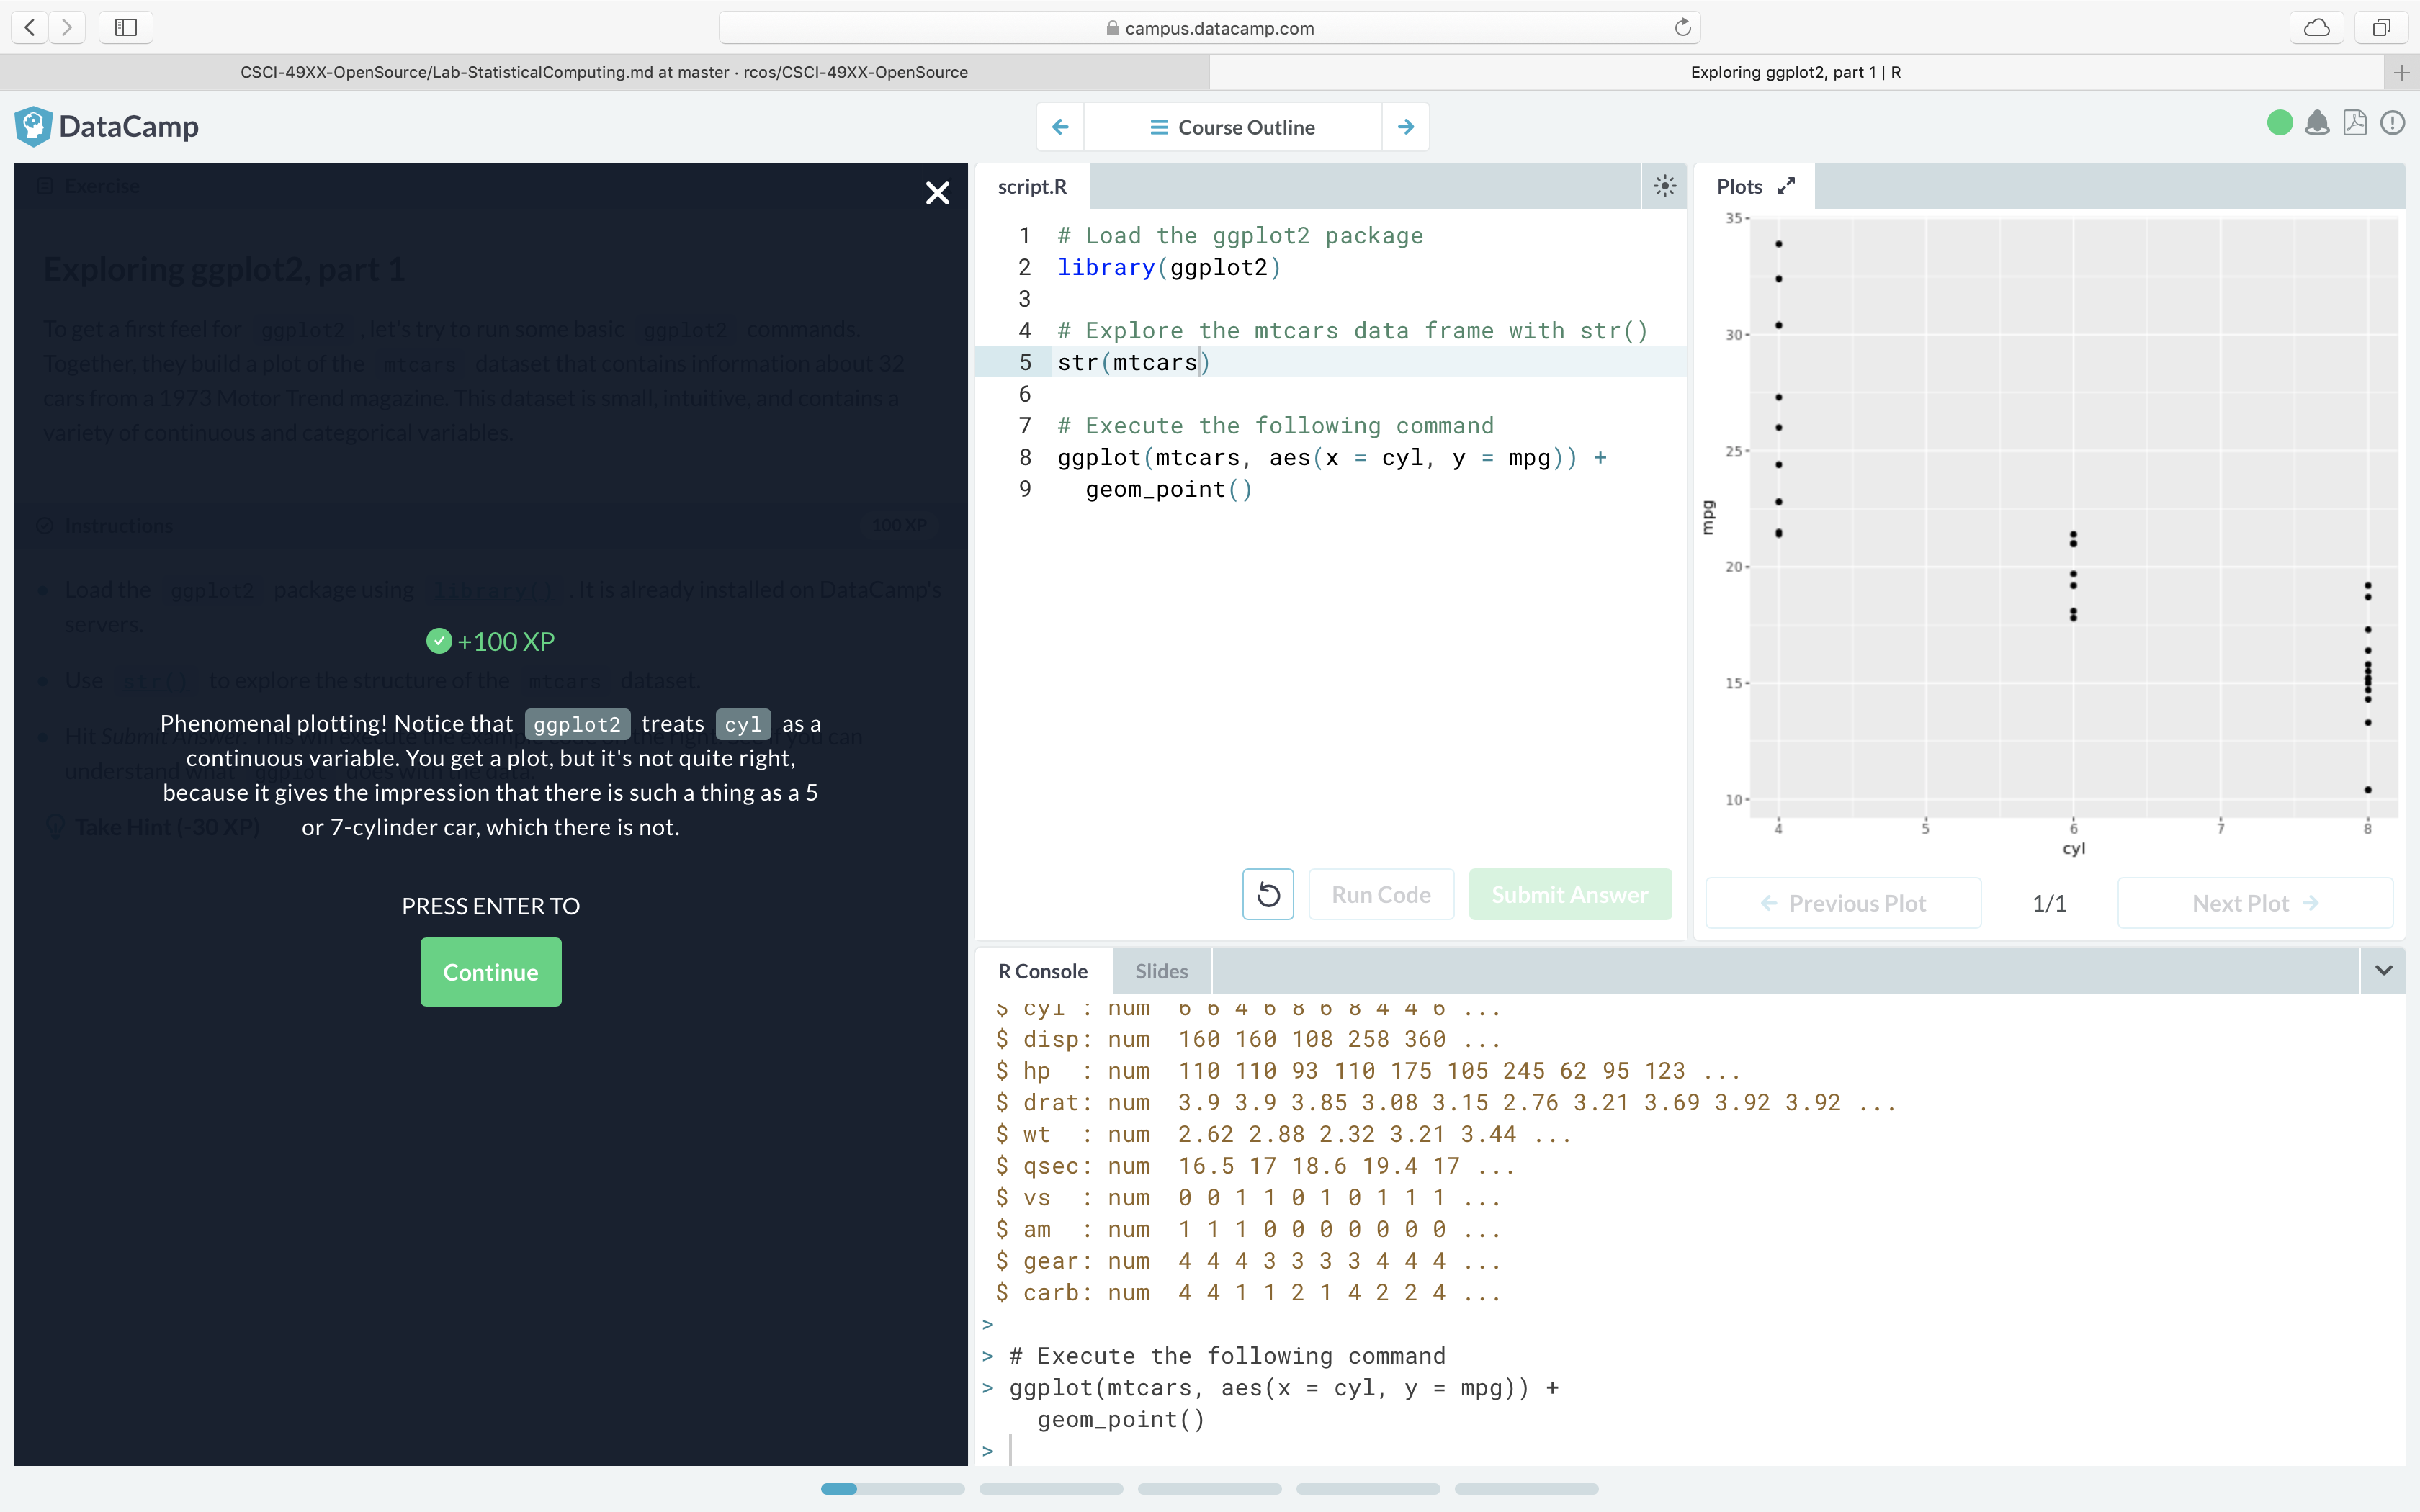 campus.datacamp.com
CSCI-49XX-OpenSource/Lab-StatisticalComputing.md at master · rcos/CSCI-49XX-OpenSource
Exploring ggplot2, part 1 | R
DataCamp
Course Outline
Exercise
Exploring ggplot2, part 1
To get a first feel for ggplot2 , let's try to run some basic ggplot2 commands.
Together, they build a plot of the mtcars dataset that contains information about 32
cars from a 1973 Motor Trend magazine. This dataset is small, intuitive, and contains a
variety of continuous and categorical variables.
Instructions
100 XP
Load the ggplot2 package using library() . It is already installed on DataCamp's
servers.
+100 XP
Use str() to explore the structure of the mtcars dataset.
Hit Submit Answer. This will execute the example code on the right. See if you can
understand what ggplot does with the data.
Take Hint (-30 XP)
Phenomenal plotting! Notice that ggplot2 treats cyl as a
continuous variable. You get a plot, but it's not quite right,
because it gives the impression that there is such a thing as a 5
or 7-cylinder car, which there is not.
PRESS ENTER TO
Continue
script.R
1 # Load the ggplot2 package
2 library(ggplot2)
3
4 # Explore the mtcars data frame with str()
5 str(mtcars)
6
7 # Execute the following command
8 ggplot(mtcars, aes(x = cyl, y = mpg)) +
9 geom_point()
Run Code
Submit Answer
Plots
35
30
25
20
15
10
mpg
4 5 6 7 8
cyl
Previous Plot
1/1
Next Plot
R Console
Slides
$ cyl : num 6 6 4 6 8 6 8 4 4 6 ...
$ disp: num 160 160 108 258 360 ...
$ hp : num 110 110 93 110 175 105 245 62 95 123 ...
$ drat: num 3.9 3.9 3.85 3.08 3.15 2.76 3.21 3.69 3.92 3.92 ...
$ wt : num 2.62 2.88 2.32 3.21 3.44 ...
$ qsec: num 16.5 17 18.6 19.4 17 ...
$ vs : num 0 0 1 1 0 1 0 1 1 1 ...
$ am : num 1 1 1 0 0 0 0 0 0 0 ...
$ gear: num 4 4 4 3 3 3 3 4 4 4 ...
$ carb: num 4 4 1 1 2 1 4 2 2 4 ...
>
> # Execute the following command
> ggplot(mtcars, aes(x = cyl, y = mpg)) +
geom_point()
>